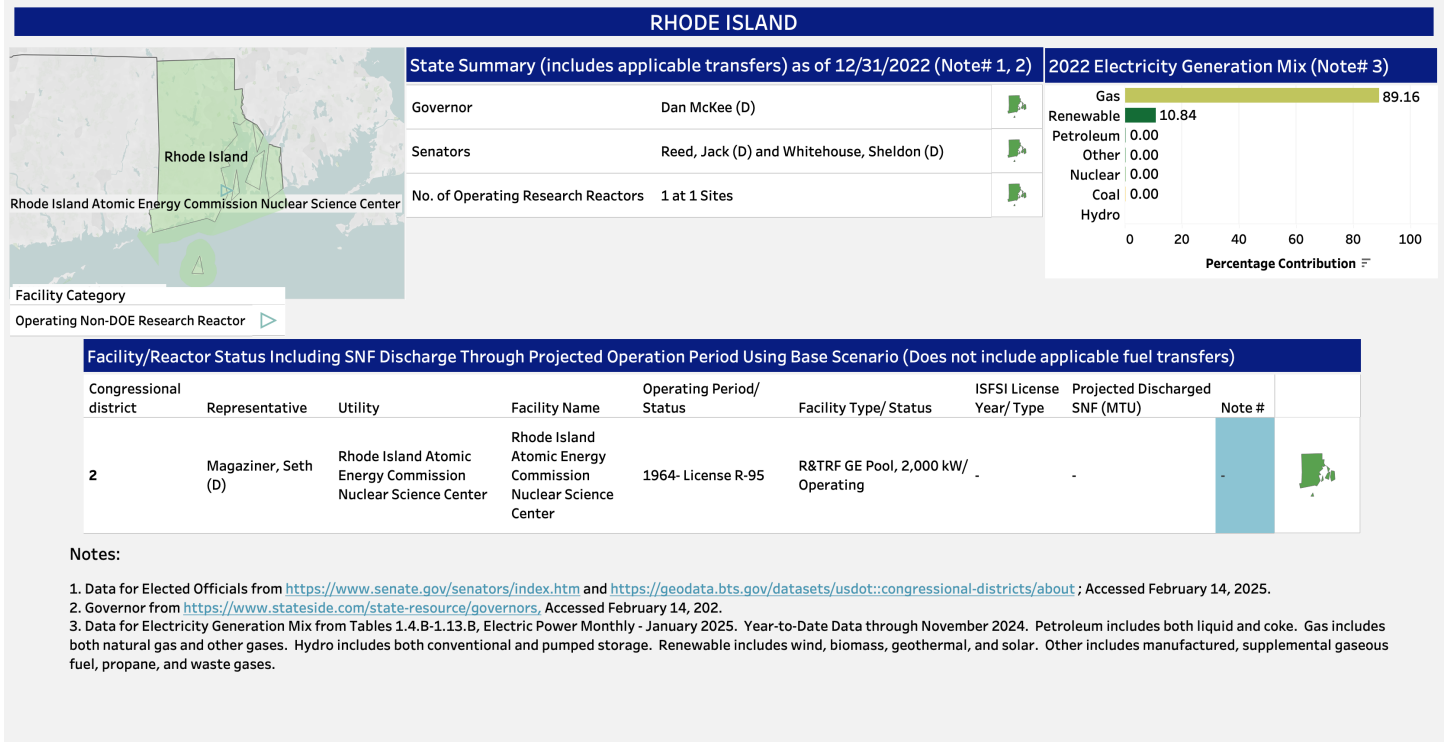 RHODE ISLAND
Rhode Island
Rhode Island Atomic Energy Commission Nuclear Science Center
Facility Category
Operating Non-DOE Research Reactor
State Summary (includes applicable transfers) as of 12/31/2022 (Note# 1, 2)
Governor Dan McKee (D)
Senators Reed, Jack (D) and Whitehouse, Sheldon (D)
No. of Operating Research Reactors 1 at 1 Sites
2022 Electricity Generation Mix (Note# 3)
Gas 89.16
Renewable 10.84
Petroleum 0.00
Other 0.00
Nuclear 0.00
Coal 0.00
Hydro
0 20 40 60 80 100
Percentage Contribution
Facility/Reactor Status Including SNF Discharge Through Projected Operation Period Using Base Scenario (Does not include applicable fuel transfers)
Congressional
district
Representative
Utility
Facility Name
Operating Period/
Status
Facility Type/ Status
ISFSI License
Year/ Type
Projected Discharged
SNF (MTU)
Note #
2
Magaziner, Seth
(D)
Rhode Island Atomic
Energy Commission
Nuclear Science Center
Rhode Island
Atomic Energy
Commission
Nuclear Science
Center
1964- License R-95
R&TRF GE Pool, 2,000 kW/
Operating
-
-
-
Notes:
1. Data for Elected Officials from https://www.senate.gov/senators/index.htm and https://geodata.bts.gov/datasets/usdot::congressional-districts/about ; Accessed February 14, 2025.
2. Governor from https://www.stateside.com/state-resource/governors, Accessed February 14, 202.
3. Data for Electricity Generation Mix from Tables 1.4.B-1.13.B, Electric Power Monthly - January 2025. Year-to-Date Data through November 2024. Petroleum includes both liquid and coke. Gas includes
both natural gas and other gases. Hydro includes both conventional and pumped storage. Renewable includes wind, biomass, geothermal, and solar. Other includes manufactured, supplemental gaseous
fuel, propane, and waste gases.